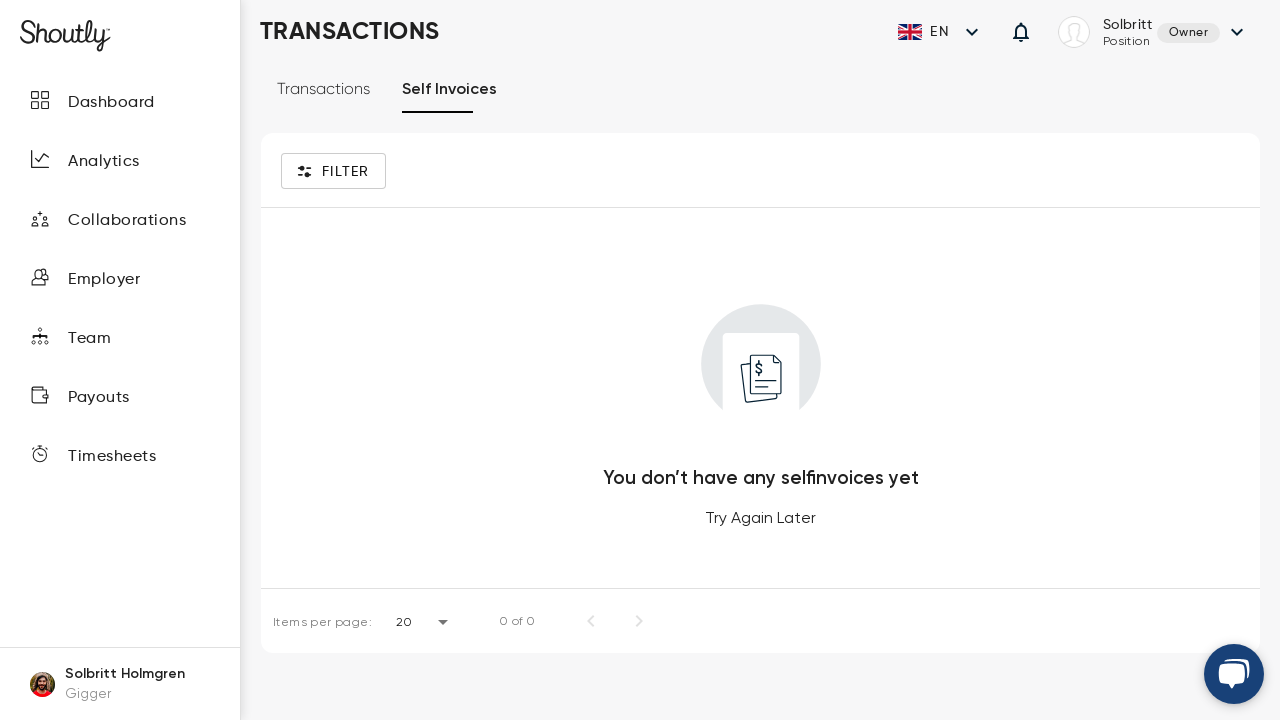 Shoutly
TRANSACTIONS
EN
Solbritt
Position
Owner
Dashboard
Analytics
Collaborations
Employer
Team
Payouts
Timesheets
Transactions
Self Invoices
FILTER
$
You don’t have any selfinvoices yet
Try Again Later
Items per page:
20
0 of 0
Solbritt Holmgren
Gigger